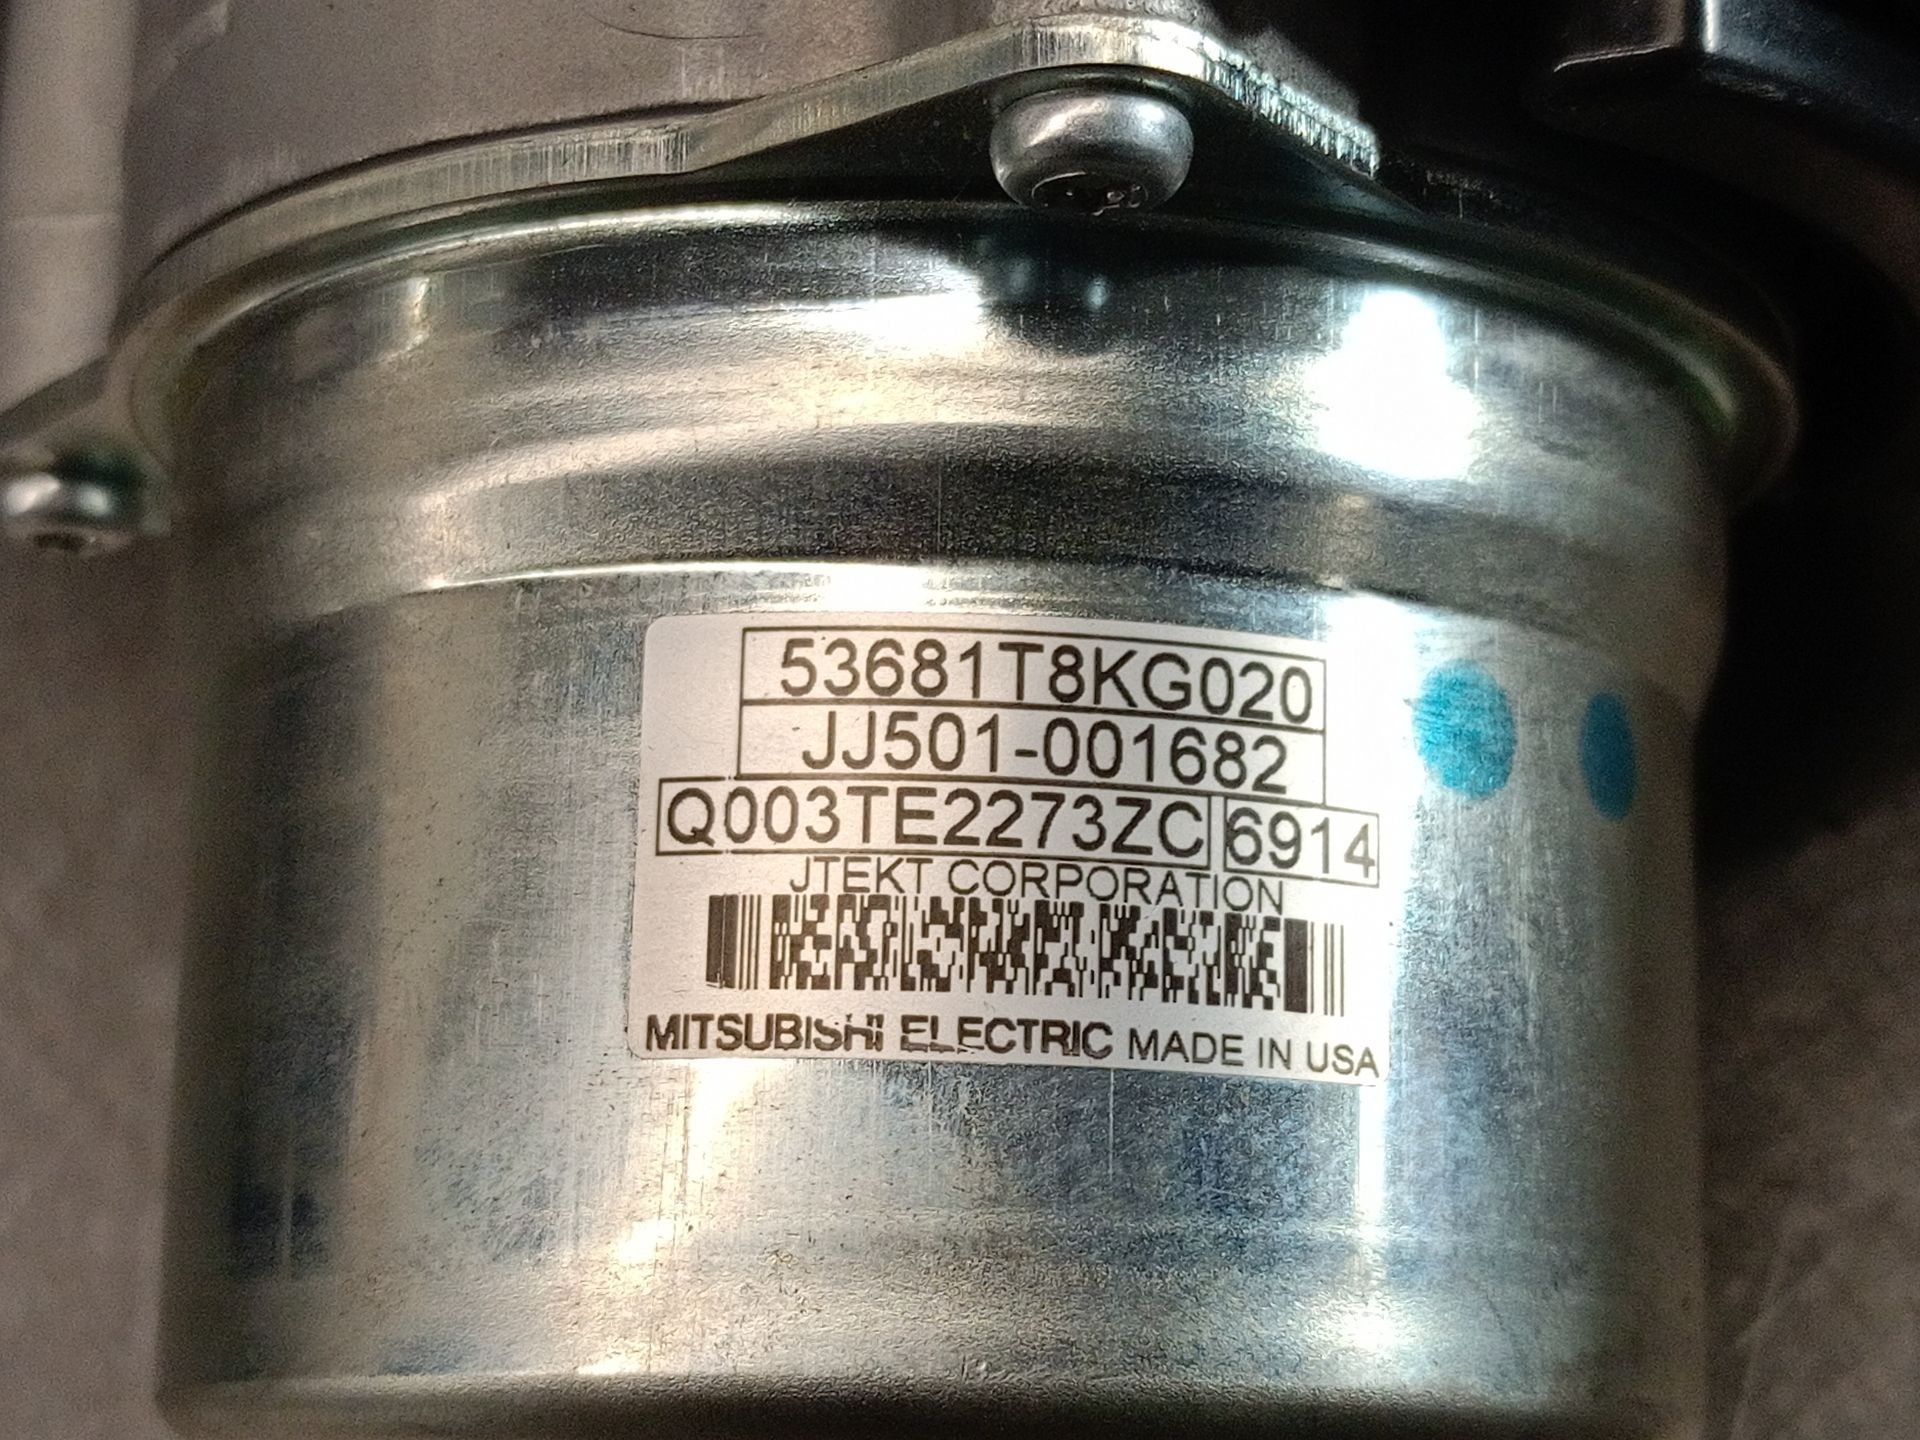 53681T8KG020
JJ501-001682
Q003TE2273ZC 6914
JTEKT CORPORATION
MITSUBISHI ELECTRIC MADE IN USA